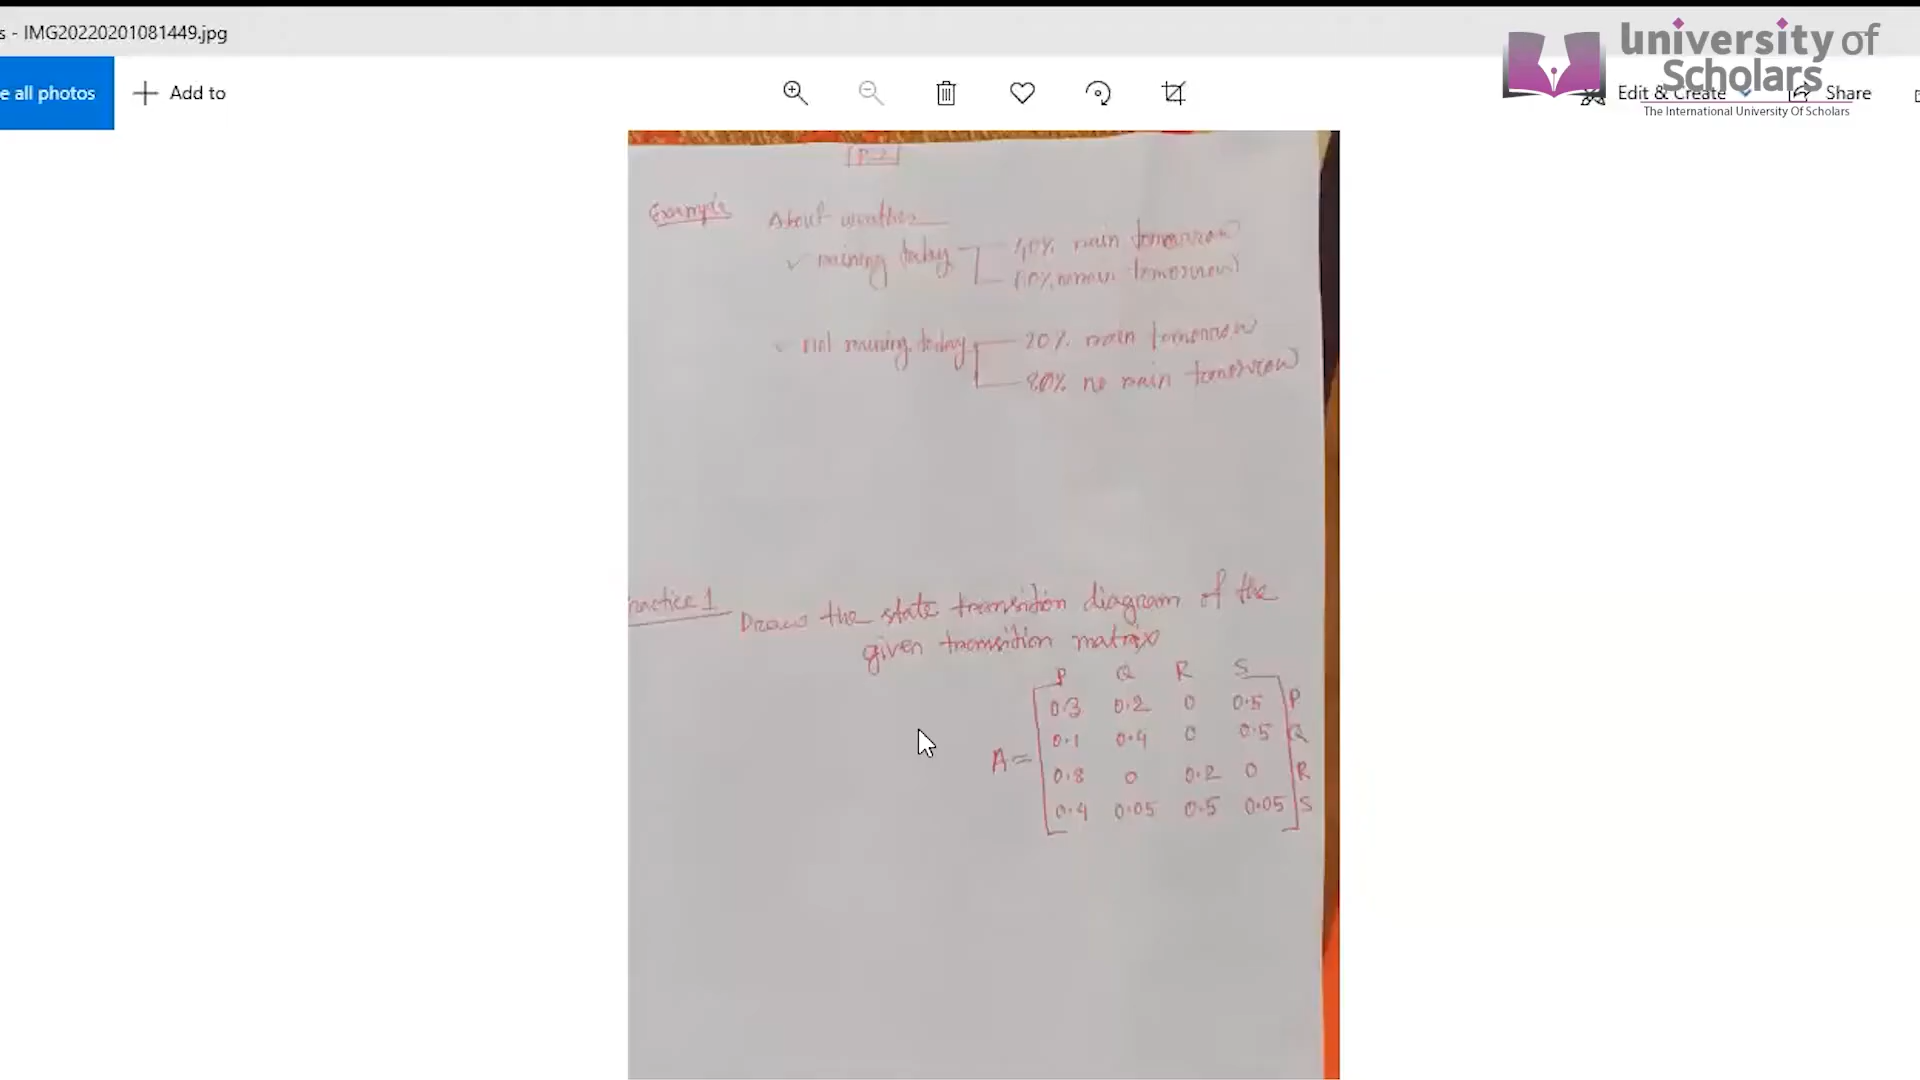 s - IMG20220201081449.jpg
University of
Scholars
The International University Of Scholars
e all photos
Add to
Edit & Create
Share
P-2
Example
About weather
raining today
40% rain tomorrow
60% no rain tomorrow
not raining today
20% rain tomorrow
80% no rain tomorrow
ractice 1
Draw the state transition diagram of the
given transition matrix
P Q R S
0.3 0.2 0 0.5 P
0.1 0.4 0 0.5 Q
A =
0.8 0 0.2 0 R
0.4 0.05 0.5 0.05 S